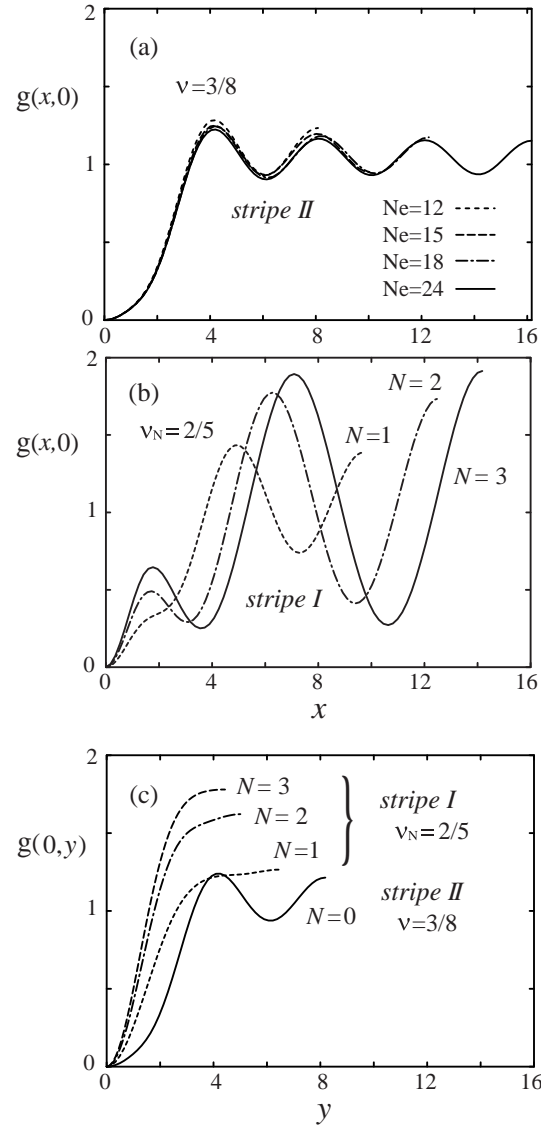 2
(a)
g(x,0)
ν=3/8
1
stripe II
Ne=12
Ne=15
Ne=18
Ne=24
0
0 4 8 12 16
2
(b)
N = 2
g(x,0)
ν_N = 2/5
N = 1
N = 3
1
stripe I
0
0 4 8 12 16
x
2
(c)
N = 3
stripe I
g(0,y)
N = 2
ν_N = 2/5
N=1
stripe II
1
N=0
ν=3/8
0
0 4 8 12 16
y